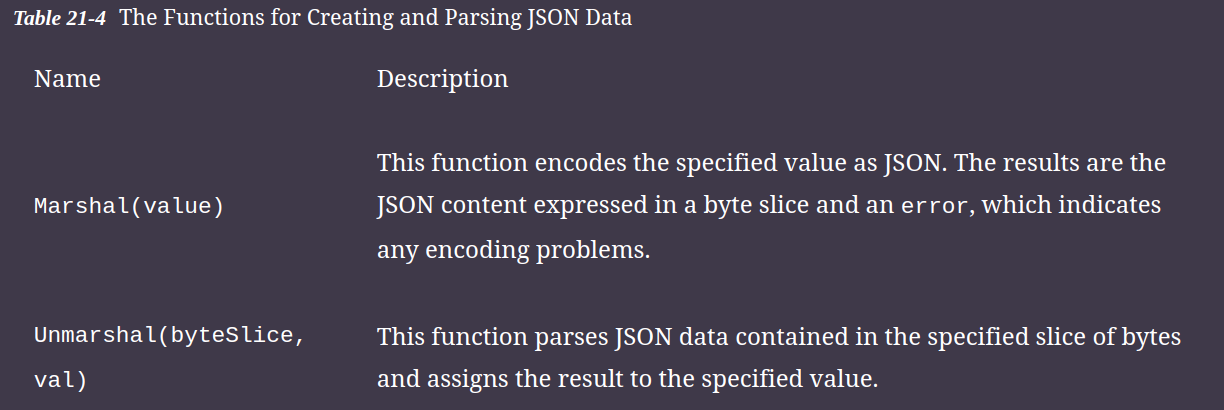 Table 21-4 The Functions for Creating and Parsing JSON Data
Name Description
This function encodes the specified value as JSON. The results are the
Marshal(value) JSON content expressed in a byte slice and an error, which indicates
any encoding problems.
Unmarshal(byteSlice, This function parses JSON data contained in the specified slice of bytes
val) and assigns the result to the specified value.